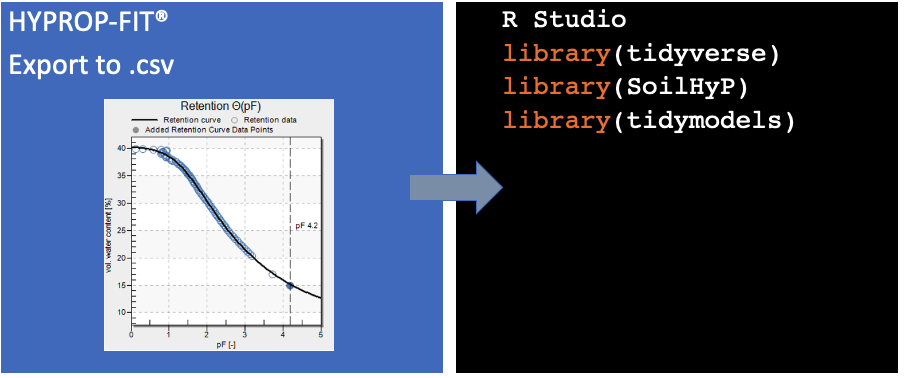 HYPROP-FIT®
Export to .csv
Retention Θ(pF)
Retention curve
Retention data
Added Retention Curve Data Points
vol. water content [%]
40
35
30
25
20
15
10
pF 4.2
0
1
2
3
4
5
pF [-]
R Studio
library(tidyverse)
library(SoilHyP)
library(tidymodels)